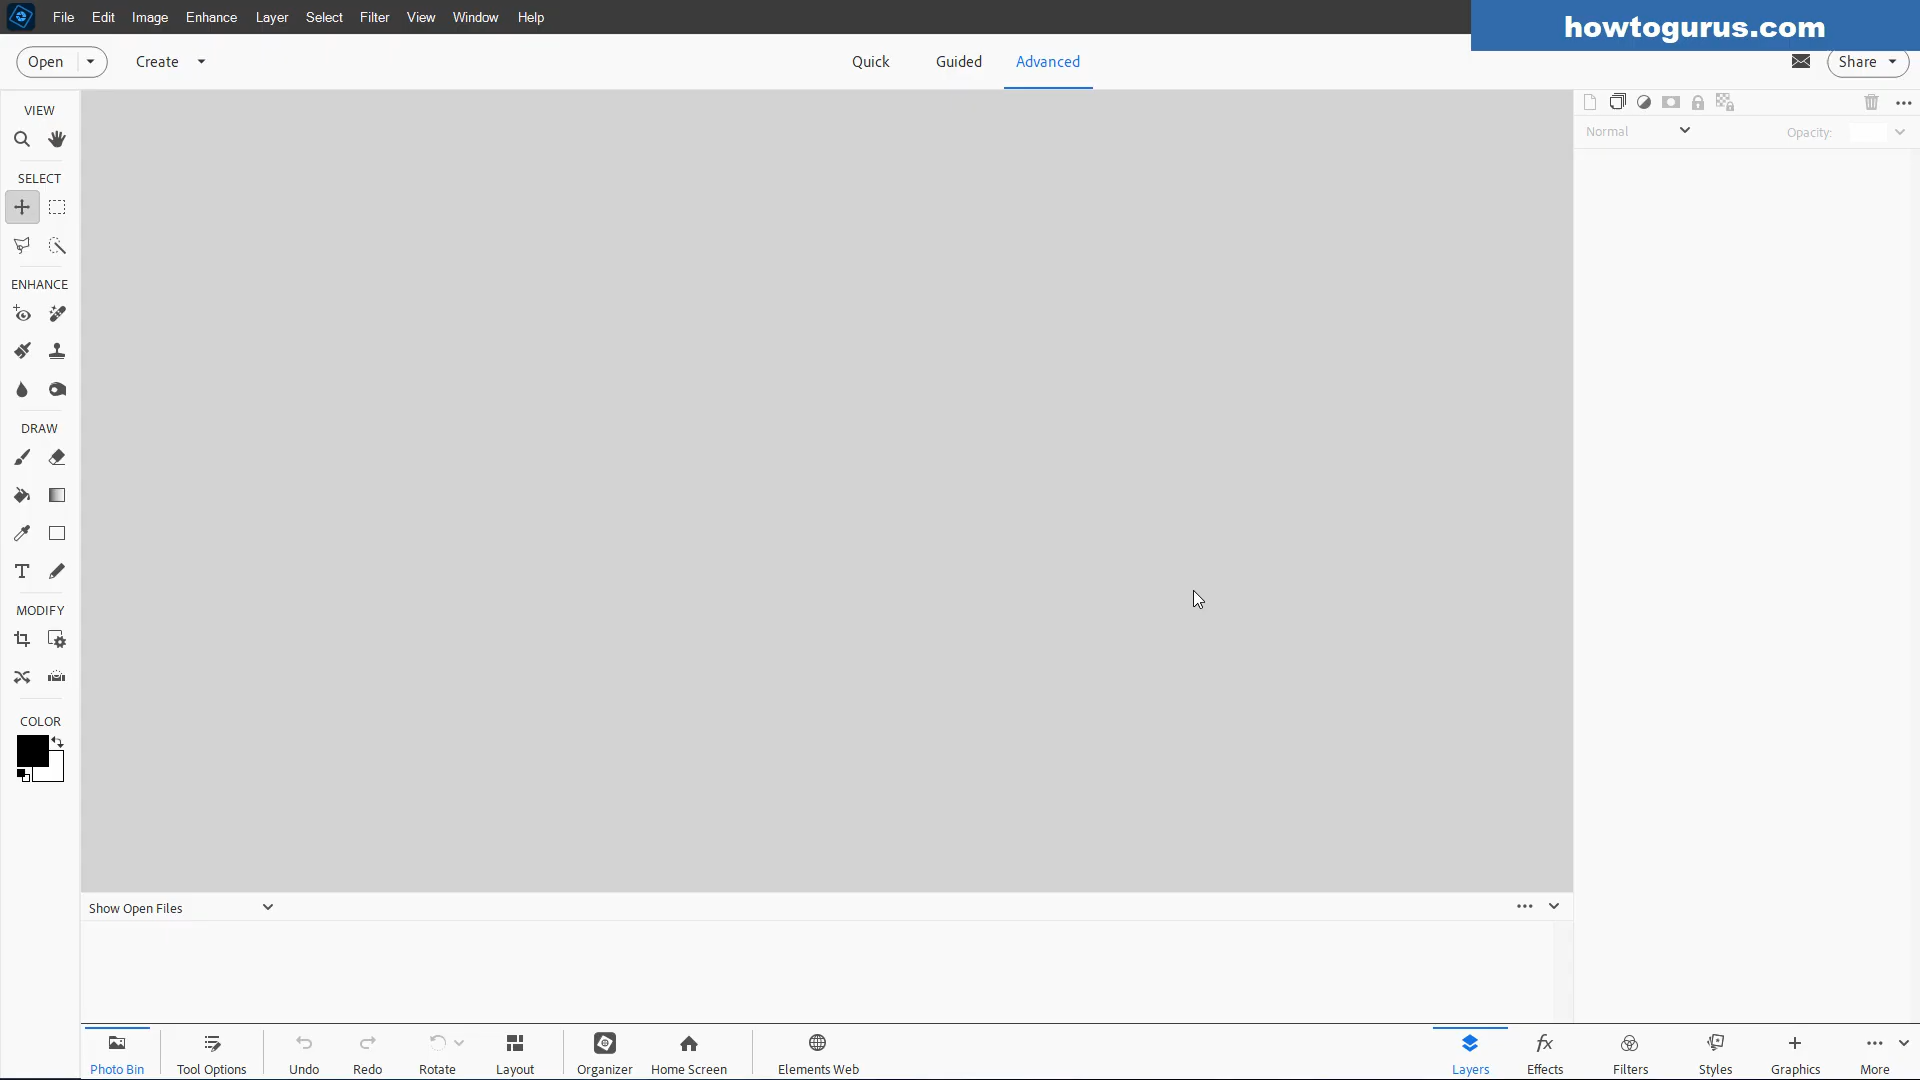 File Edit Image Enhance Layer Select Filter View Window Help
howtogurus.com
Open Create Quick Guided Advanced Share
VIEW
Normal Opacity:
SELECT
ENHANCE
DRAW
T
MODIFY
COLOR
Show Open Files
Photo Bin Tool Options Undo Redo Rotate Layout Organizer Home Screen Elements Web Layers Effects Filters Styles Graphics More